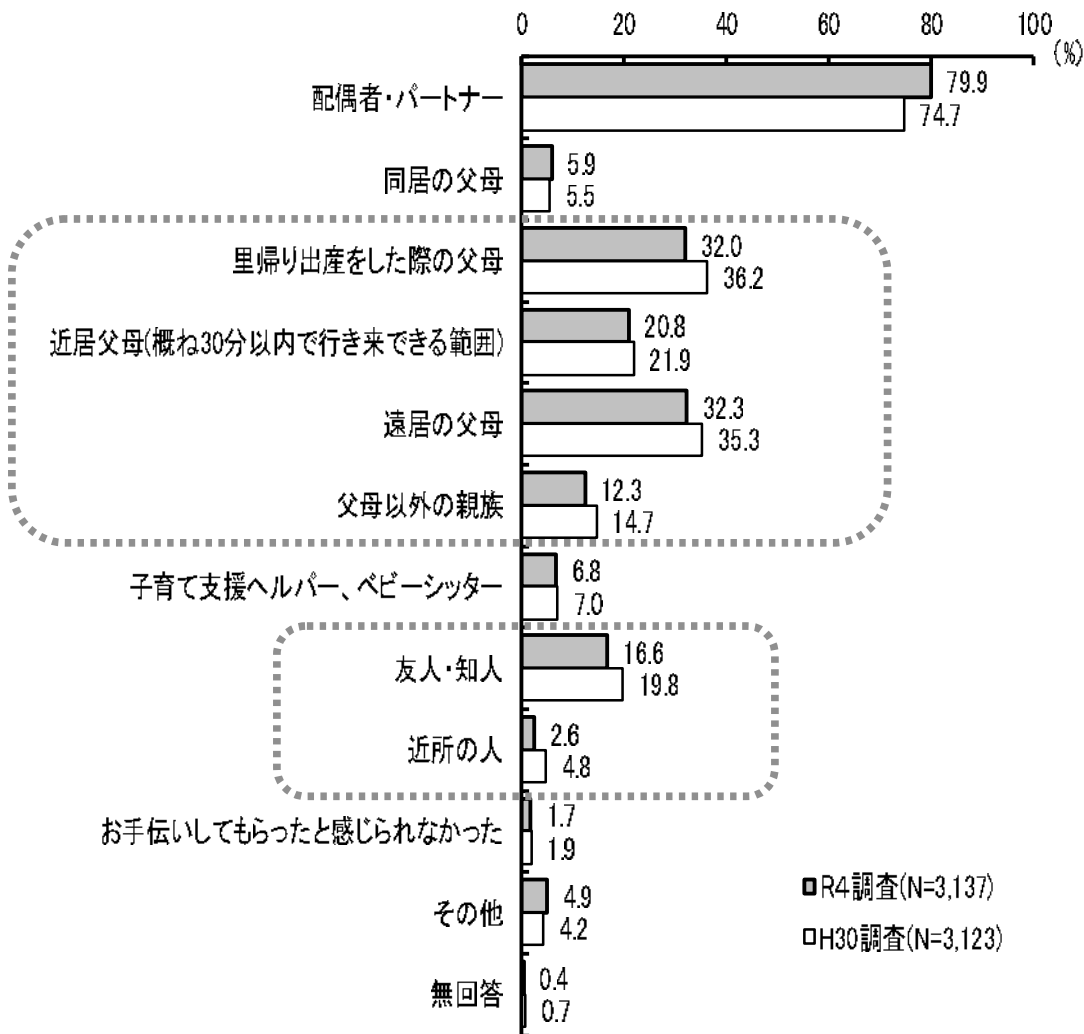 0 20 40 60 80 100
(%)
配偶者・パートナー
79.9
74.7
同居の父母
5.9
5.5
里帰り出産をした際の父母
32.0
36.2
近居父母(概ね30分以内で行き来できる範囲)
20.8
21.9
遠居の父母
32.3
35.3
父母以外の親族
12.3
14.7
子育て支援ヘルパー、ベビーシッター
6.8
7.0
友人・知人
16.6
19.8
近所の人
2.6
4.8
お手伝いしてもらったと感じられなかった
1.7
1.9
その他
4.9
4.2
無回答
0.4
0.7
R4調査(N=3,137)
H30調査(N=3,123)